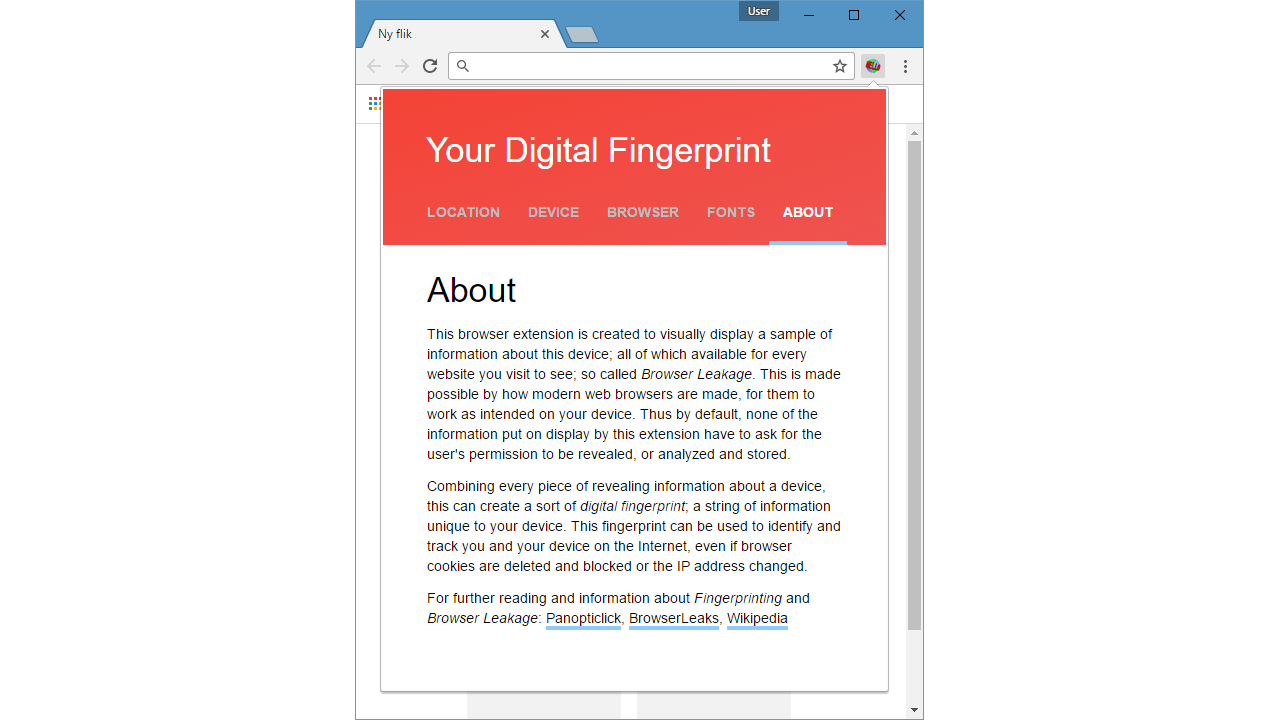 User
Ny flik
Your Digital Fingerprint
LOCATION DEVICE BROWSER FONTS ABOUT
About
This browser extension is created to visually display a sample of
information about this device; all of which available for every
website you visit to see; so called Browser Leakage. This is made
possible by how modern web browsers are made, for them to
work as intended on your device. Thus by default, none of the
information put on display by this extension have to ask for the
user's permission to be revealed, or analyzed and stored.
Combining every piece of revealing information about a device,
this can create a sort of digital fingerprint; a string of information
unique to your device. This fingerprint can be used to identify and
track you and your device on the Internet, even if browser
cookies are deleted and blocked or the IP address changed.
For further reading and information about Fingerprinting and
Browser Leakage: Panopticlick, BrowserLeaks, Wikipedia